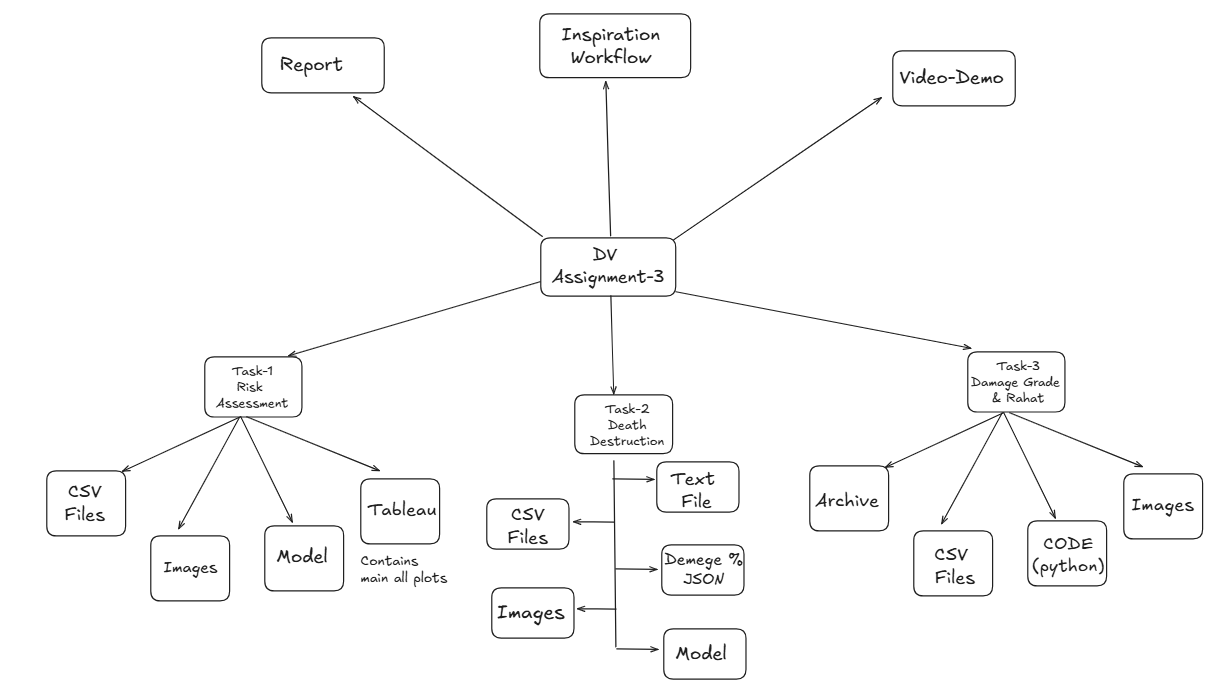 Report
Inspiration
Workflow
Video-Demo
DV
Assignment-3
Task-1
Risk
Assessment
Task-2
Death
Destruction
Task-3
Damage Grade
& Rahat
CSV
Files
Images
Model
Tableau
Contains
main all plots
Text
File
CSV
Files
Demege %
JSON
Images
Model
Archive
CSV
Files
CODE
(python)
Images